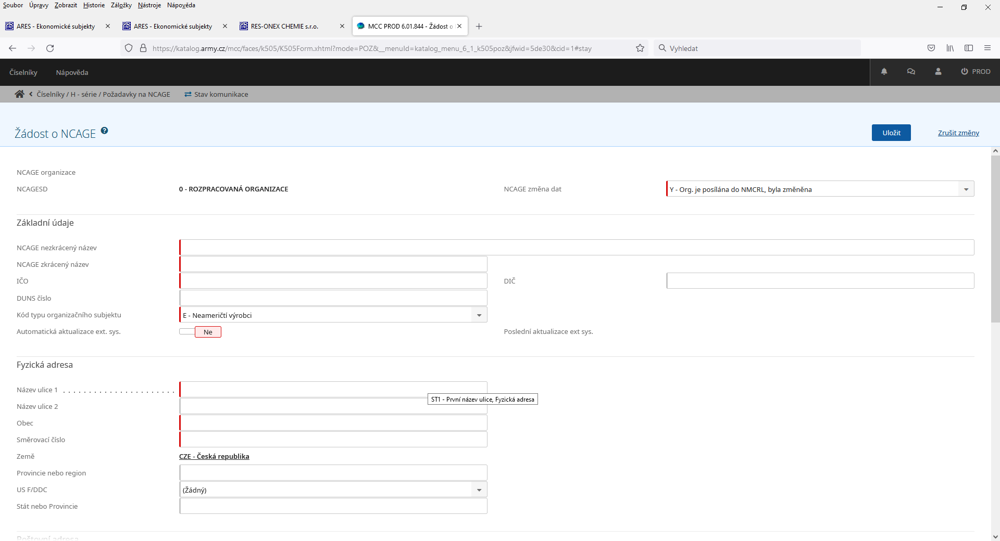 Soubor Úpravy Zobrazit Historie Záložky Nástroje Nápověda
ARES - Ekonomické subjekty
ARES - Ekonomické subjekty
RES-ONEX CHEMIE s.r.o.
MCC PROD 6.01.844 - Žádost o
https://katalog.army.cz/mcc/faces/k505/K505Form.xhtml?mode=POZ&__menuId=katalog_menu_6_1_k505poz&jfwid=5de30&cid=1#stay
Vyhledat
Číselníky Nápověda PROD
Číselníky / H - série / Požadavky na NCAGE Stav komunikace
Žádost o NCAGE ? Uložit Zrušit změny
NCAGE organizace
NCAGESD 0 - ROZPRACOVANÁ ORGANIZACE NCAGE změna dat Y - Org. je posílána do NMCRL, byla změněna
Základní údaje
NCAGE nezkrácený název
NCAGE zkrácený název
IČO DIČ
DUNS číslo
Kód typu organizačního subjektu E - Neameričtí výrobci
Automatická aktualizace ext. sys. Ne Poslední aktualizace ext sys.
Fyzická adresa
Název ulice 1
ST1 - První název ulice, Fyzická adresa
Název ulice 2
Obec
Směrovací číslo
Země CZE - Česká republika
Provincie nebo region
US F/DDC (Žádný)
Stát nebo Provincie
Poštovní adresa